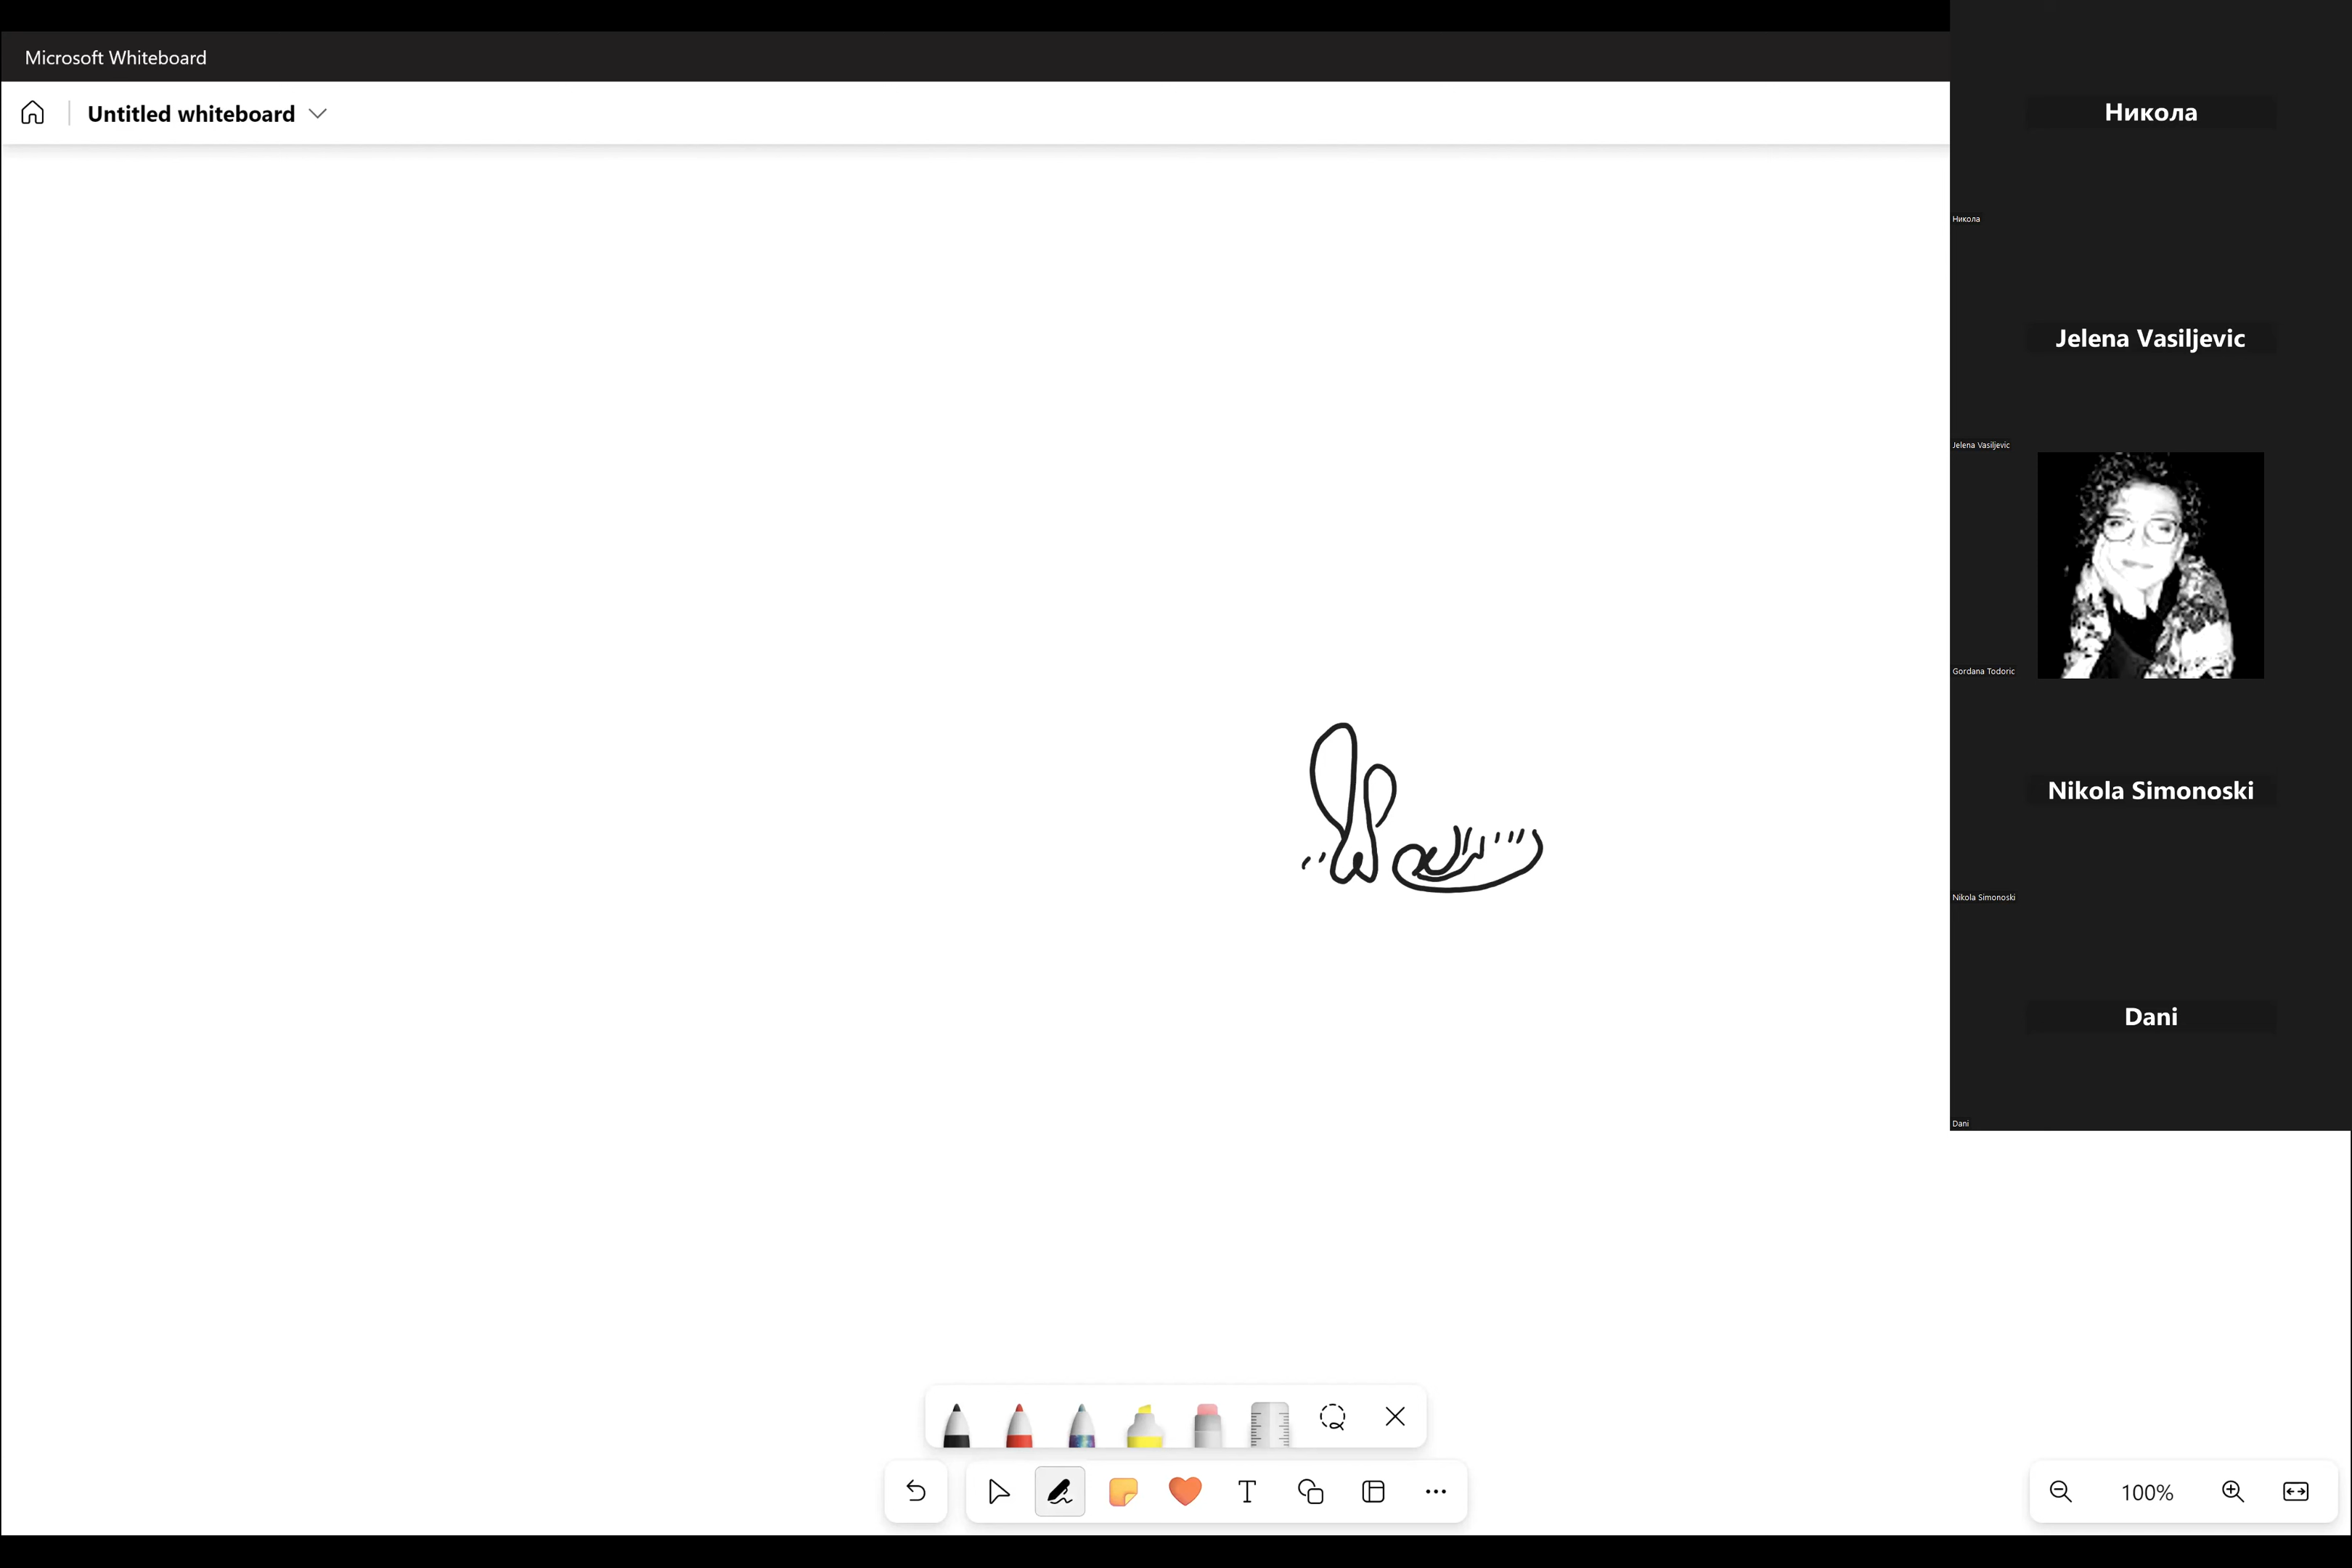 Microsoft Whiteboard
Untitled whiteboard
Никола
Никола
Jelena Vasiljevic
Jelena Vasiljevic
Gordana Todoric
Nikola Simonoski
Nikola Simonoski
Dani
Dani
100%